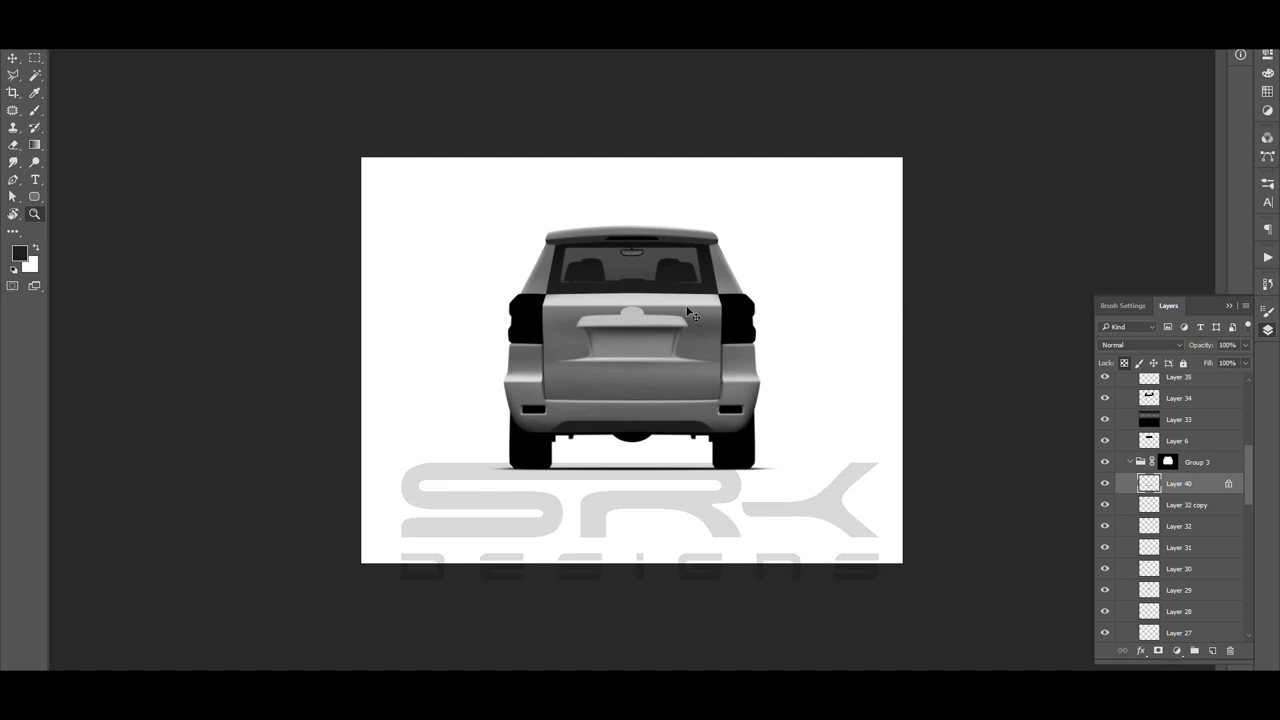 Brush Settings
Layers
Kind
Normal
Opacity: 100%
Lock:
Fill: 100%
Layer 35
Layer 34
Layer 33
Layer 6
Group 3
Layer 40
Layer 32 copy
Layer 32
Layer 31
Layer 30
Layer 29
Layer 28
Layer 27
fx
SRK
DESIGNS